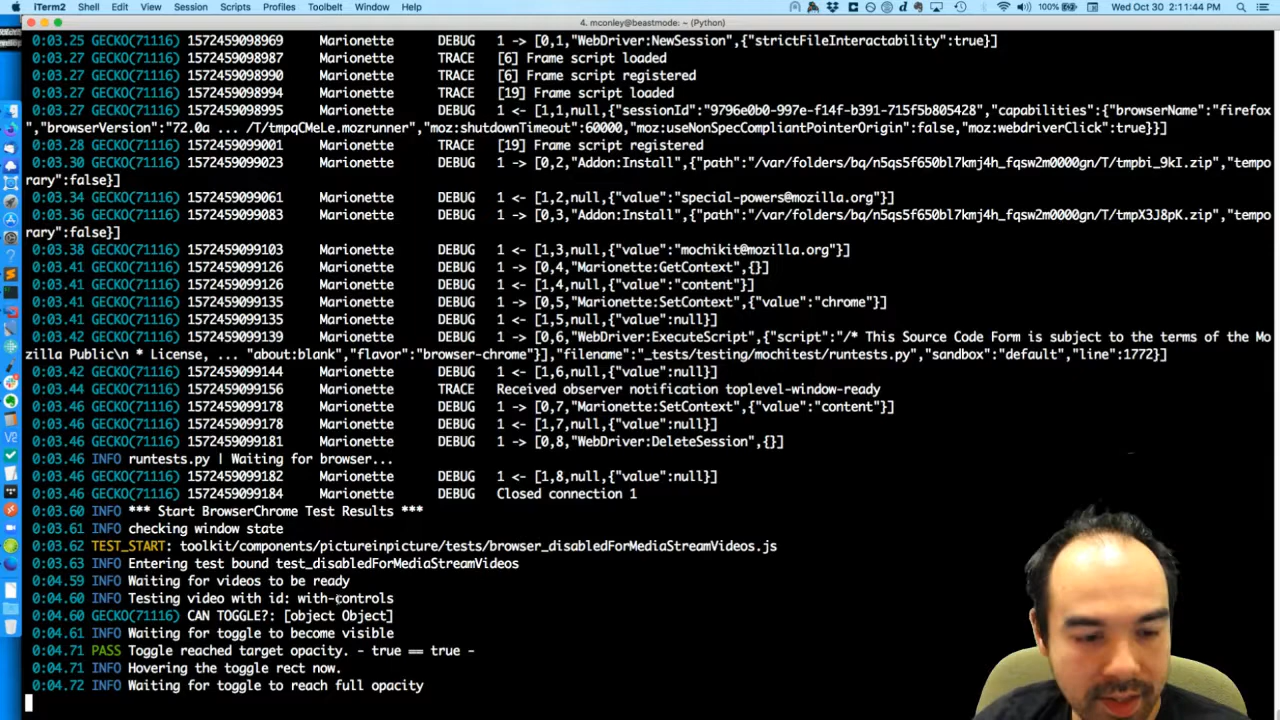 iTerm2 Shell Edit View Session Scripts Profiles Toolbelt Window Help 100% Wed Oct 30 2:11:44 PM
4. mconley@beastmode: ~ (Python)
0:03.25 GECKO(71116) 1572459098969 Marionette DEBUG 1 -> [0,1,"WebDriver:NewSession",{"strictFileInteractability":true}]
0:03.27 GECKO(71116) 1572459098987 Marionette TRACE [6] Frame script loaded
0:03.27 GECKO(71116) 1572459098990 Marionette TRACE [6] Frame script registered
0:03.27 GECKO(71116) 1572459098994 Marionette TRACE [19] Frame script loaded
0:03.27 GECKO(71116) 1572459098995 Marionette DEBUG 1 <- [1,1,null,{"sessionId":"9796e0b0-997e-f14f-b391-715f5b805428","capabilities":{"browserName":"firefox
","browserVersion":"72.0a ... /T/tmpqCMeLe.mozrunner","moz:shutdownTimeout":60000,"moz:useNonSpecCompliantPointerOrigin":false,"moz:webdriverClick":true}}]
0:03.28 GECKO(71116) 1572459099001 Marionette TRACE [19] Frame script registered
0:03.30 GECKO(71116) 1572459099023 Marionette DEBUG 1 -> [0,2,"Addon:Install",{"path":"/var/folders/bq/n5qs5f650bl7kmj4h_fqsw2m0000gn/T/tmpbi_9kI.zip","tempo
rary":false}]
0:03.34 GECKO(71116) 1572459099061 Marionette DEBUG 1 <- [1,2,null,{"value":"special-powers@mozilla.org"}]
0:03.36 GECKO(71116) 1572459099083 Marionette DEBUG 1 -> [0,3,"Addon:Install",{"path":"/var/folders/bq/n5qs5f650bl7kmj4h_fqsw2m0000gn/T/tmpX3J8pK.zip","tempo
rary":false}]
0:03.38 GECKO(71116) 1572459099103 Marionette DEBUG 1 <- [1,3,null,{"value":"mochikit@mozilla.org"}]
0:03.41 GECKO(71116) 1572459099126 Marionette DEBUG 1 -> [0,4,"Marionette:GetContext",{}]
0:03.41 GECKO(71116) 1572459099126 Marionette DEBUG 1 <- [1,4,null,{"value":"content"}]
0:03.41 GECKO(71116) 1572459099135 Marionette DEBUG 1 -> [0,5,"Marionette:SetContext",{"value":"chrome"}]
0:03.41 GECKO(71116) 1572459099135 Marionette DEBUG 1 <- [1,5,null,{"value":null}]
0:03.41 GECKO(71116) 1572459099139 Marionette DEBUG 1 -> [0,6,"WebDriver:ExecuteScript",{"script":"/* This Source Code Form is subject to the terms of the Mo
zilla Public\n * License, ... "about:blank","flavor":"browser-chrome"}],"filename":"_tests/testing/mochitest/runtests.py","sandbox":"default","line":1772}]
0:03.42 GECKO(71116) 1572459099144 Marionette DEBUG 1 <- [1,6,null,{"value":null}]
0:03.44 GECKO(71116) 1572459099156 Marionette TRACE Received observer notification toplevel-window-ready
0:03.46 GECKO(71116) 1572459099178 Marionette DEBUG 1 -> [0,7,"Marionette:SetContext",{"value":"content"}]
0:03.46 GECKO(71116) 1572459099178 Marionette DEBUG 1 <- [1,7,null,{"value":null}]
0:03.46 GECKO(71116) 1572459099181 Marionette DEBUG 1 -> [0,8,"WebDriver:DeleteSession",{}]
0:03.46 INFO runtests.py | Waiting for browser...
0:03.46 GECKO(71116) 1572459099182 Marionette DEBUG 1 <- [1,8,null,{"value":null}]
0:03.46 GECKO(71116) 1572459099184 Marionette DEBUG Closed connection 1
0:03.60 INFO *** Start BrowserChrome Test Results ***
0:03.61 INFO checking window state
0:03.62 TEST_START: toolkit/components/pictureinpicture/tests/browser_disabledForMediaStreamVideos.js
0:03.63 INFO Entering test bound test_disabledForMediaStreamVideos
0:04.59 INFO Waiting for videos to be ready
0:04.60 INFO Testing video with id: with-controls
0:04.60 GECKO(71116) CAN TOGGLE?: [object Object]
0:04.61 INFO Waiting for toggle to become visible
0:04.71 PASS Toggle reached target opacity. - true == true -
0:04.71 INFO Hovering the toggle rect now.
0:04.72 INFO Waiting for toggle to reach full opacity